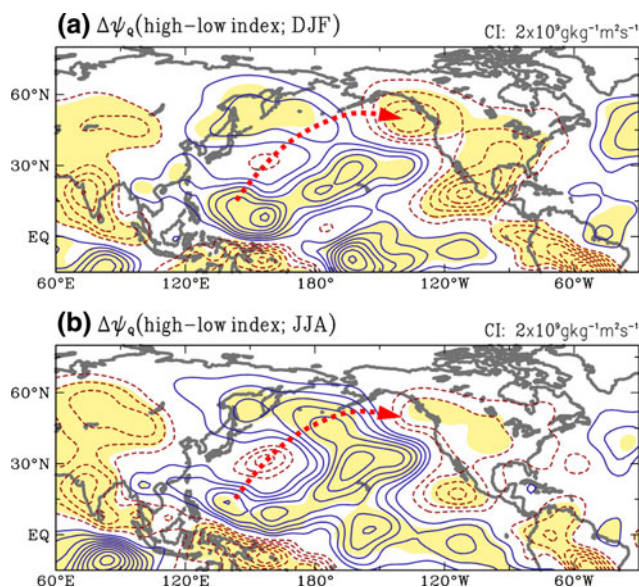 (a) Δψ_Q(high-low index; DJF) CI: 2x10⁹gkg⁻¹m²s⁻¹
60°N
30°N
EQ
60°E 120°E 180° 120°W 60°W
(b) Δψ_Q(high-low index; JJA) CI: 2x10⁹gkg⁻¹m²s⁻¹
60°N
30°N
EQ
60°E 120°E 180° 120°W 60°W